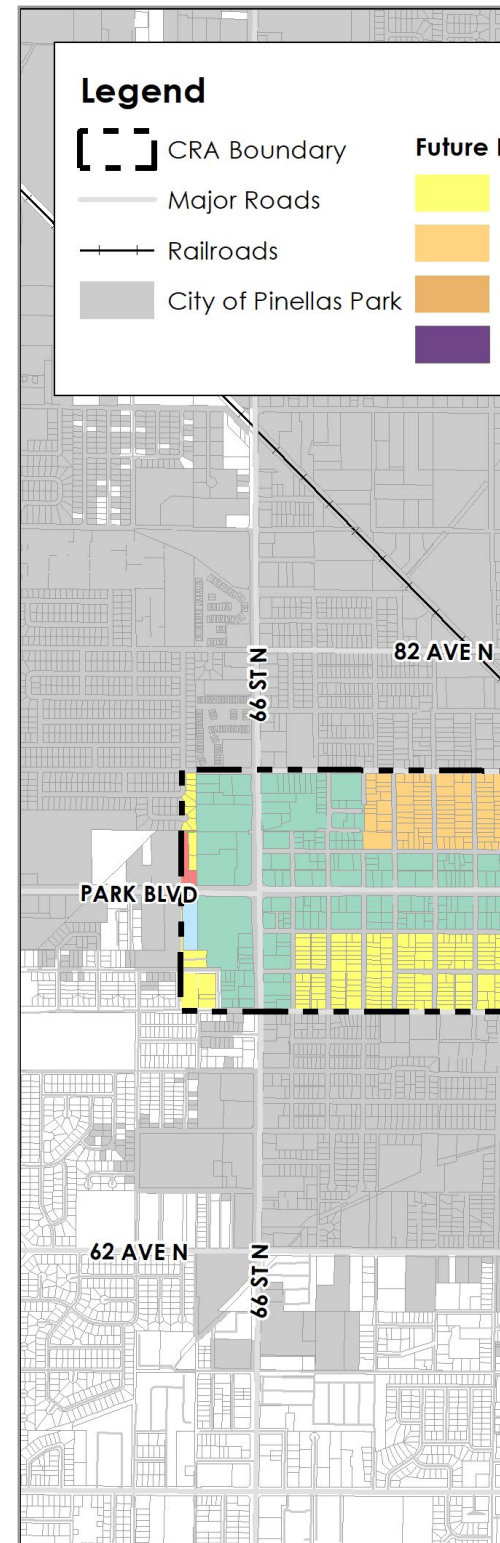 Legend
CRA Boundary
Major Roads
Railroads
City of Pinellas Park
Future
82 AVE N
66 ST N
PARK BLVD
62 AVE N
66 ST N